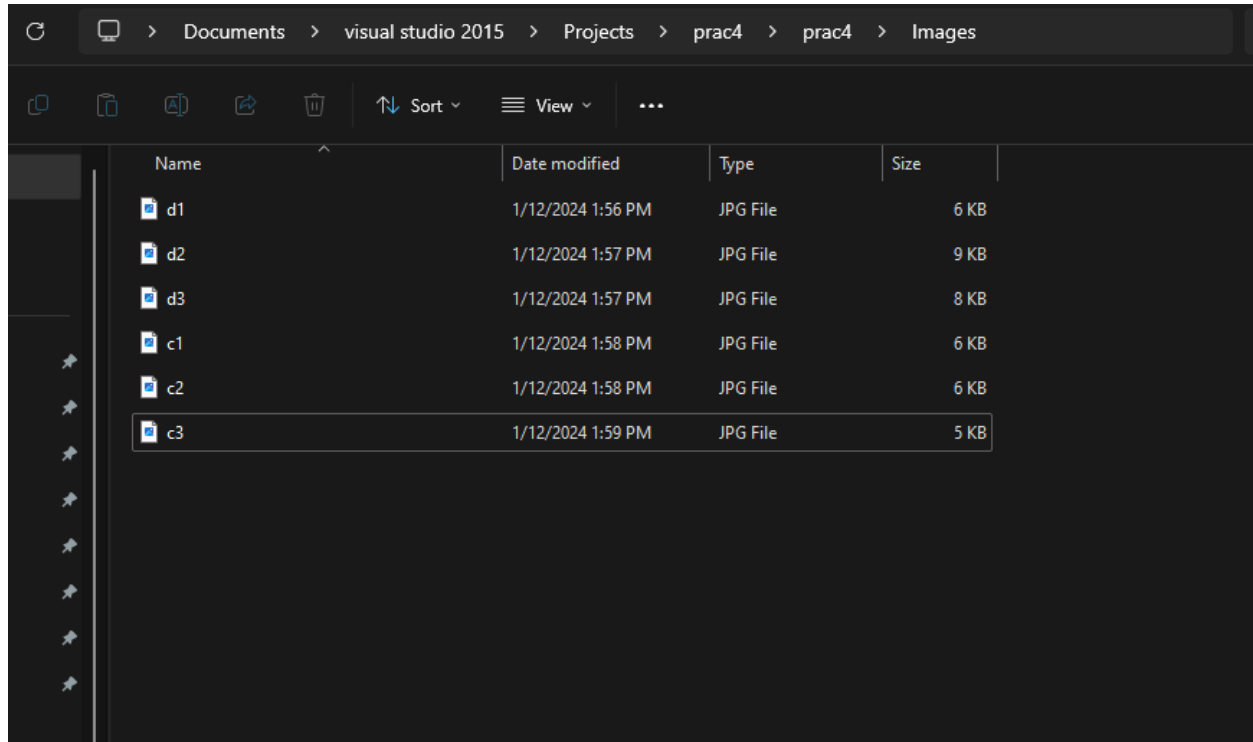 Documents > visual studio 2015 > Projects > prac4 > prac4 > Images
Sort View
Name Date modified Type Size
d1 1/12/2024 1:56 PM JPG File 6 KB
d2 1/12/2024 1:57 PM JPG File 9 KB
d3 1/12/2024 1:57 PM JPG File 8 KB
c1 1/12/2024 1:58 PM JPG File 6 KB
c2 1/12/2024 1:58 PM JPG File 6 KB
c3 1/12/2024 1:59 PM JPG File 5 KB